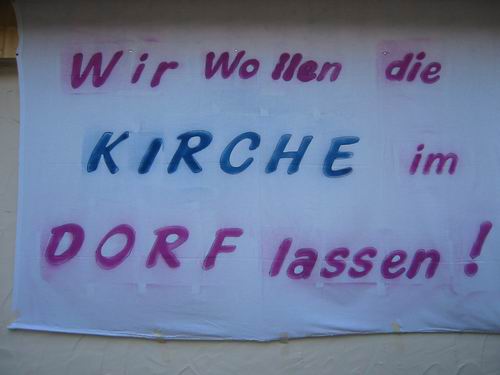 Wir Wollen die
KIRCHE im
DORF lassen!